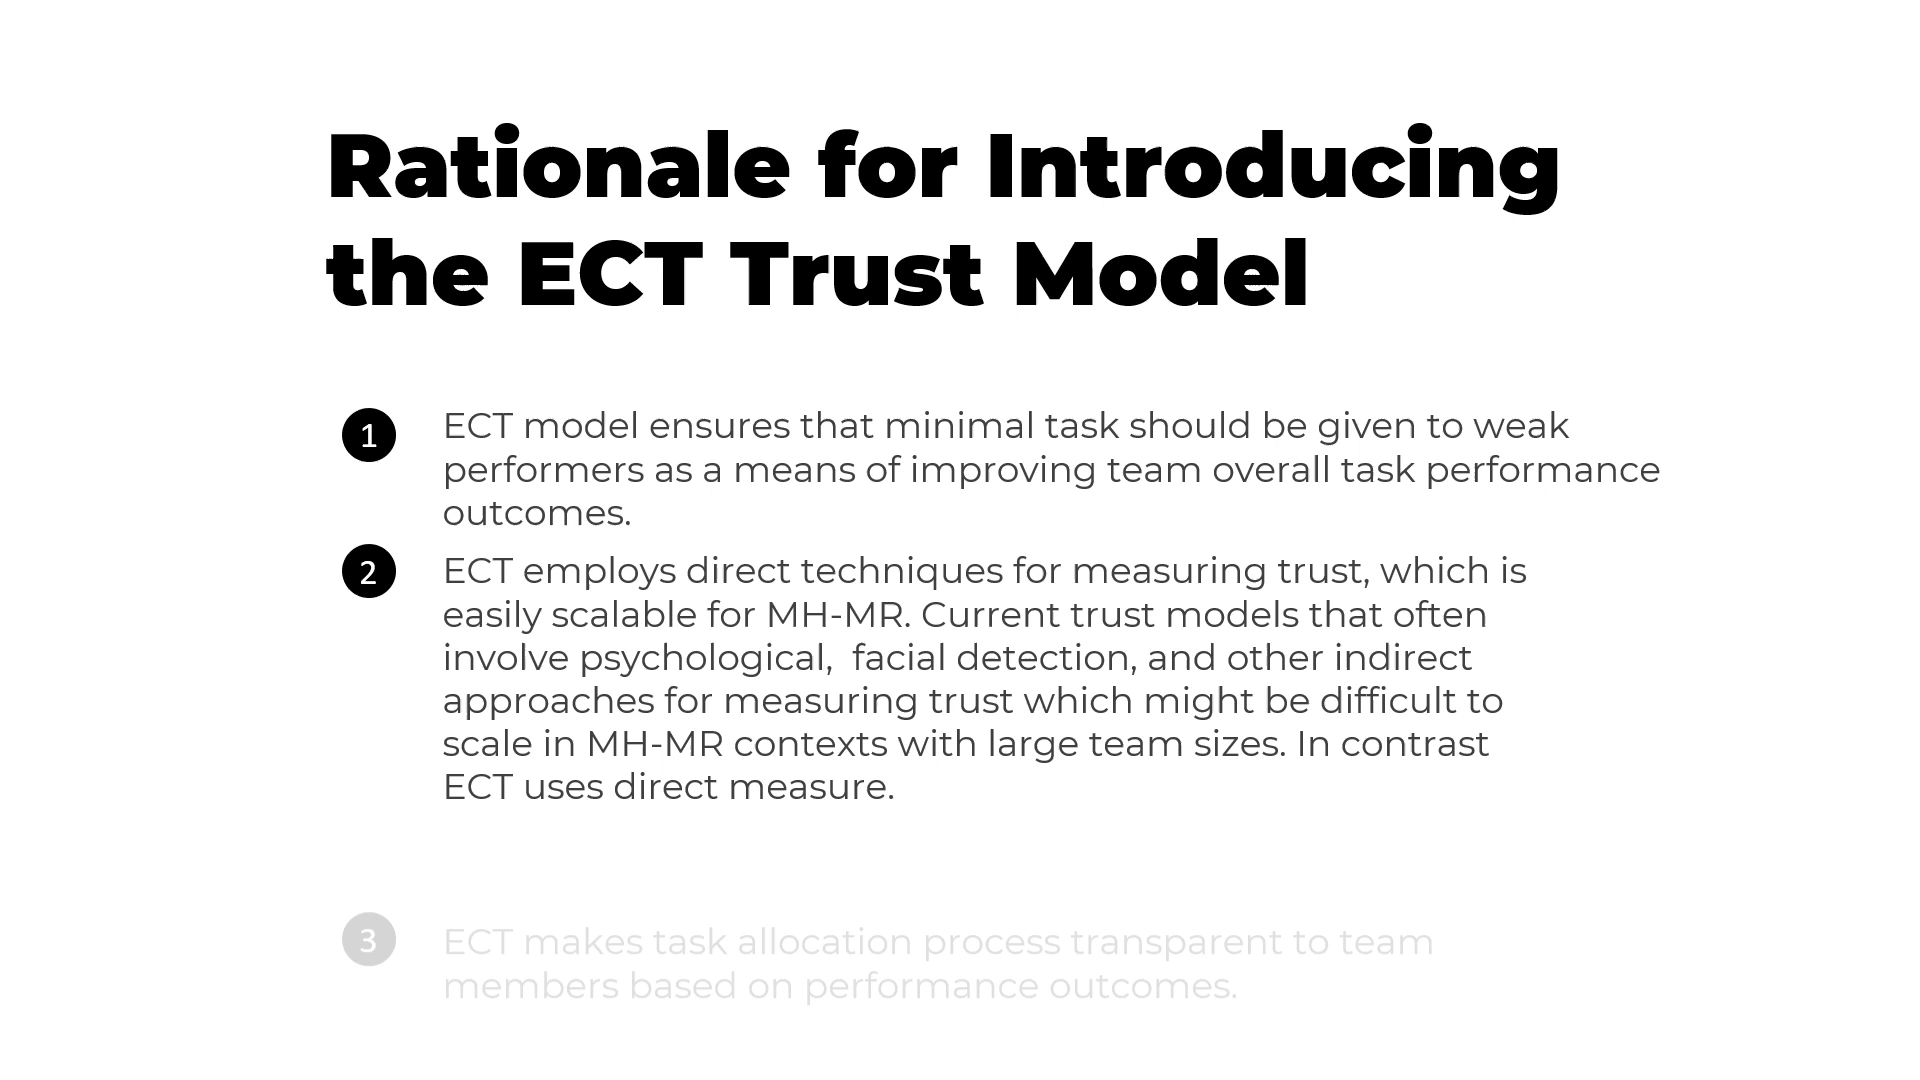 Rationale for Introducing
the ECT Trust Model
1
ECT model ensures that minimal task should be given to weak
performers as a means of improving team overall task performance
outcomes.
2
ECT employs direct techniques for measuring trust, which is
easily scalable for MH-MR. Current trust models that often
involve psychological,  facial detection, and other indirect
approaches for measuring trust which might be difficult to
scale in MH-MR contexts with large team sizes. In contrast
ECT uses direct measure.
3
ECT makes task allocation process transparent to team
members based on performance outcomes.